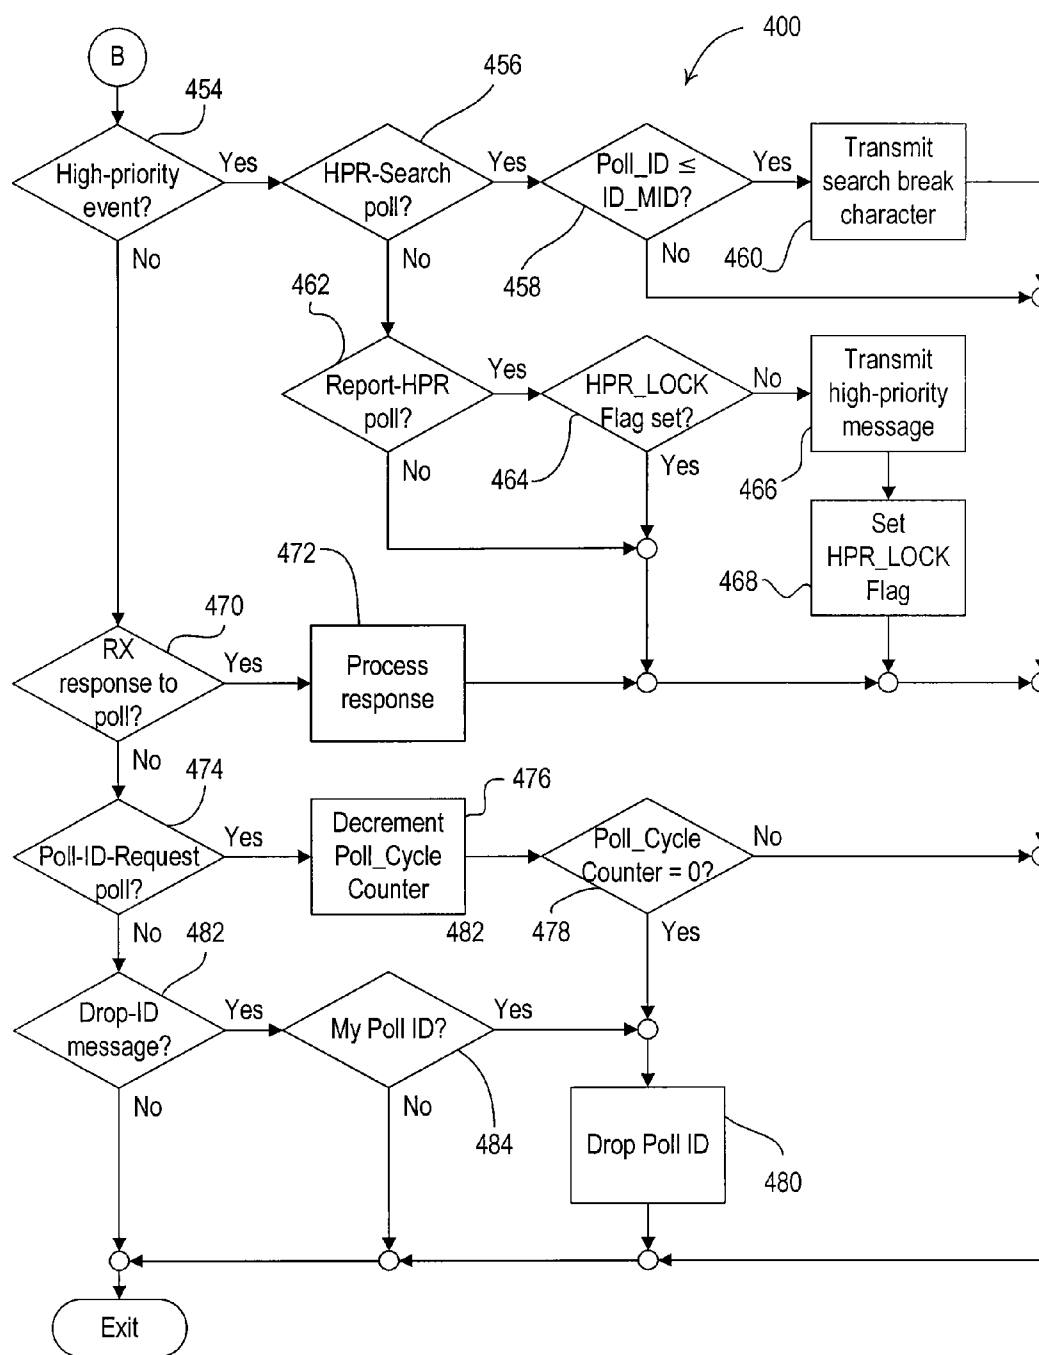 400
B
454
456
High-priority
event?
Yes
HPR-Search
poll?
Yes
Poll_ID ≤
ID_MID?
Yes
Transmit
search break
character
No
No
458
No
460
462
Report-HPR
poll?
Yes
HPR_LOCK
Flag set?
No
Transmit
high-priority
message
No
464
Yes
466
472
Set
HPR_LOCK
Flag
468
470
RX
response to
poll?
Yes
Process
response
No
474
476
Poll-ID-Request
poll?
Yes
Decrement
Poll_Cycle
Counter
Poll_Cycle
Counter = 0?
No
No
482
482
478
Yes
Drop-ID
message?
Yes
My Poll ID?
Yes
No
No
484
Drop Poll ID
480
Exit